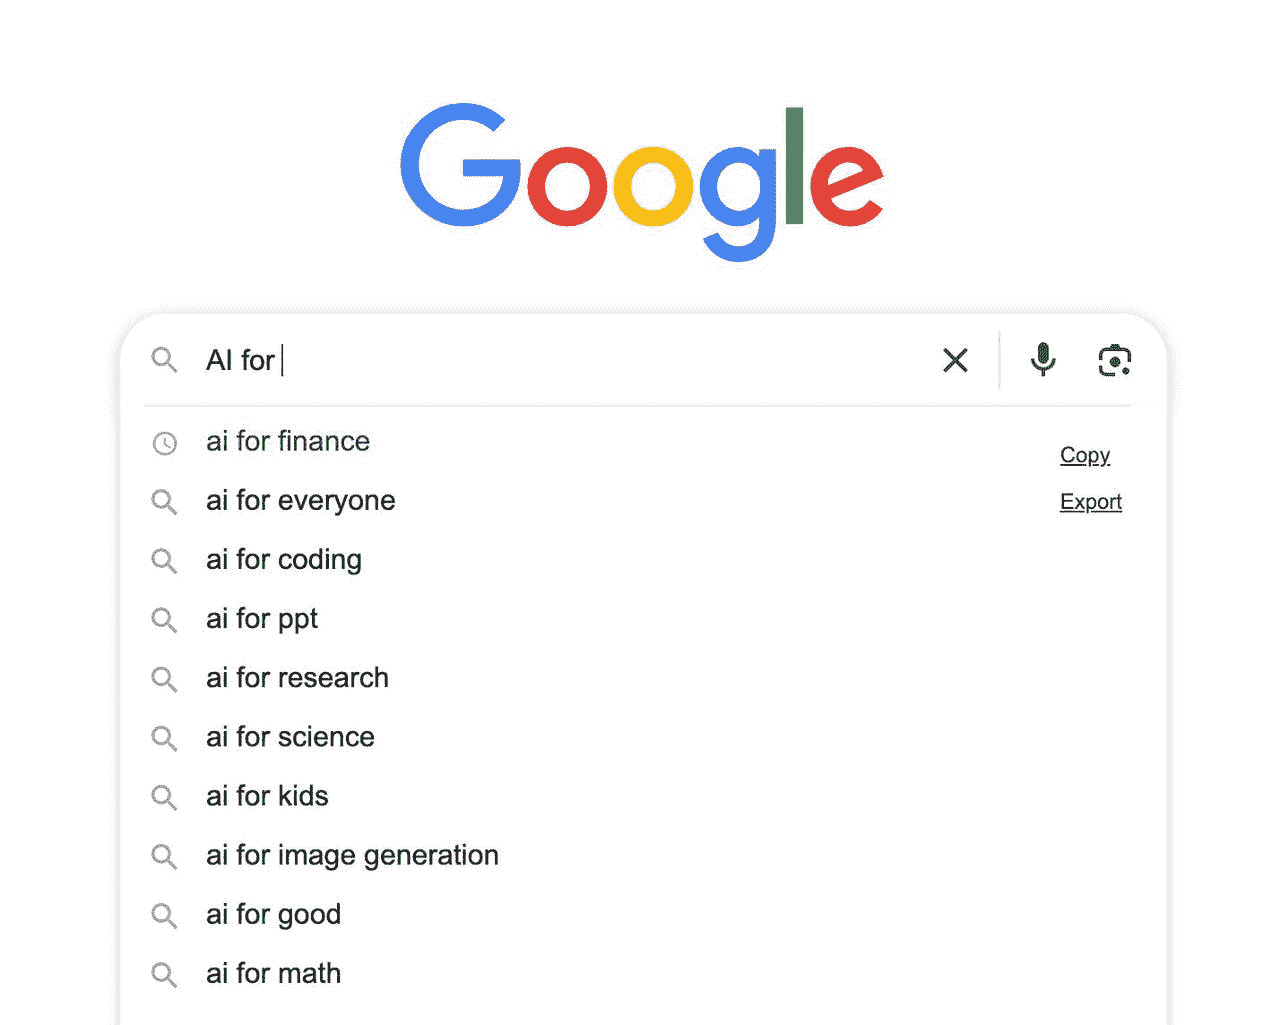 Google
AI for
ai for finance
Copy
ai for everyone
Export
ai for coding
ai for ppt
ai for research
ai for science
ai for kids
ai for image generation
ai for good
ai for math